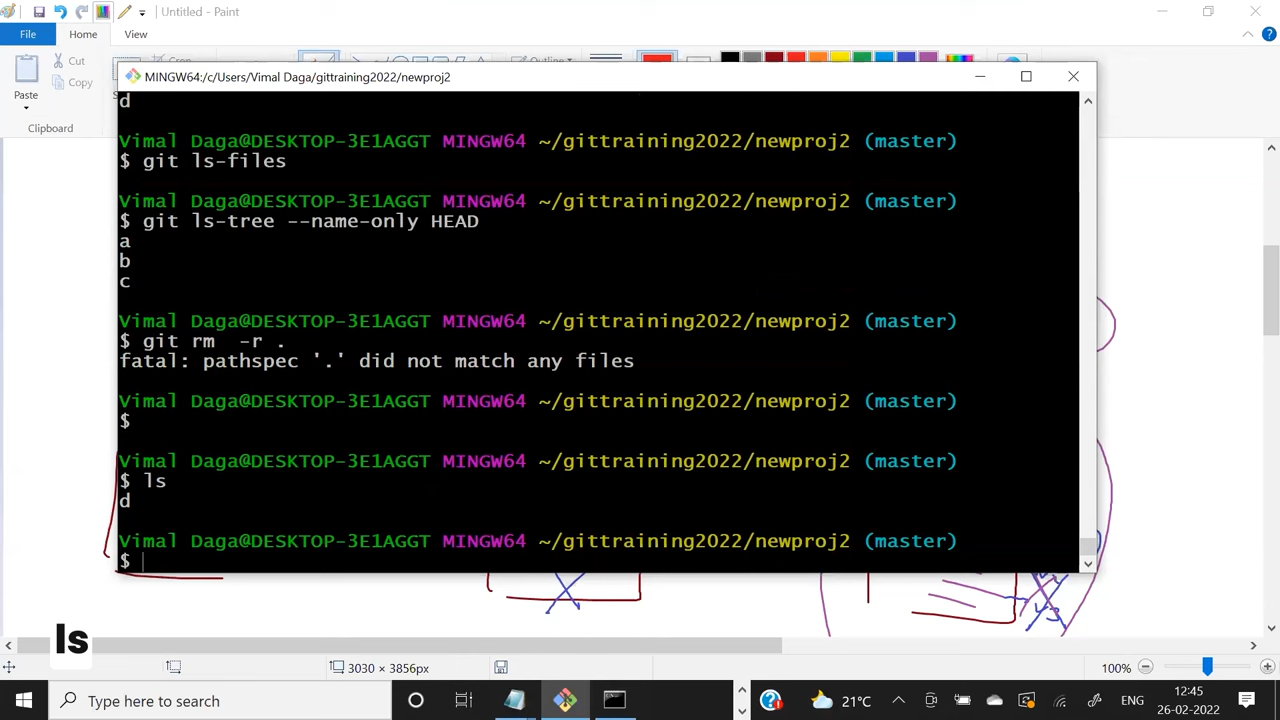 Untitled - Paint
File
Home
View
Paste
Cut
Copy
Crop
Outline
Clipboard
MINGW64:/c/Users/Vimal Daga/gittraining2022/newproj2
d
Vimal Daga@DESKTOP-3E1AGGT MINGW64 ~/gittraining2022/newproj2 (master)
$ git ls-files
Vimal Daga@DESKTOP-3E1AGGT MINGW64 ~/gittraining2022/newproj2 (master)
$ git ls-tree --name-only HEAD
a
b
c
Vimal Daga@DESKTOP-3E1AGGT MINGW64 ~/gittraining2022/newproj2 (master)
$ git rm  -r .
fatal: pathspec '.' did not match any files
Vimal Daga@DESKTOP-3E1AGGT MINGW64 ~/gittraining2022/newproj2 (master)
$
Vimal Daga@DESKTOP-3E1AGGT MINGW64 ~/gittraining2022/newproj2 (master)
$ ls
d
Vimal Daga@DESKTOP-3E1AGGT MINGW64 ~/gittraining2022/newproj2 (master)
$
ls
3030 × 3856px
100%
Type here to search
21°C
ENG
12:45
26-02-2022